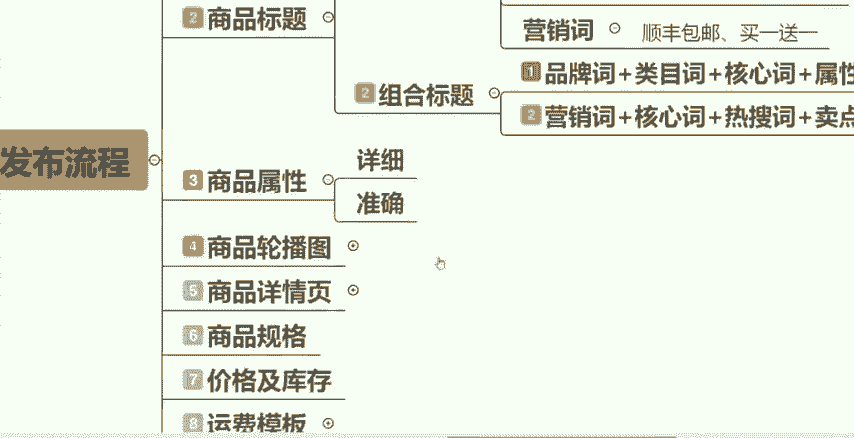 2 商品标题
营销词 顺丰包邮、买一送一
1 品牌词+类目词+核心词+属性
2 组合标题
2 营销词+核心词+热搜词+卖点
发布流程
3 商品属性
详细
准确
4 商品轮播图
5 商品详情页
6 商品规格
7 价格及库存
8 运费模板